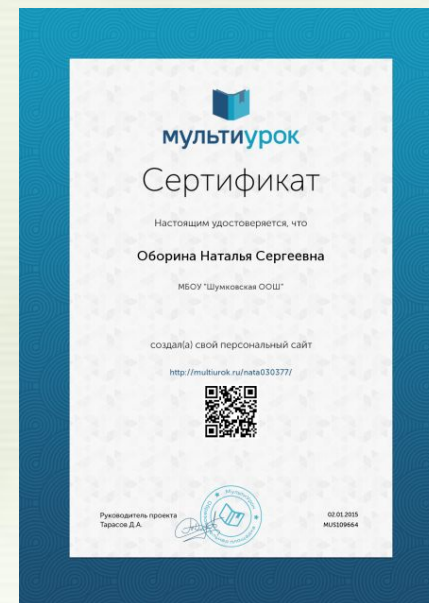 мультиурок
Сертификат
Настоящим удостоверяется, что
Оборина Наталья Сергеевна
МБОУ "Шумковская ООШ"
создал(а) свой персональный сайт
http://multiurok.ru/nata030377/
Руководитель проекта
Тарасов Д.А.
02.01.2015
MUS109664